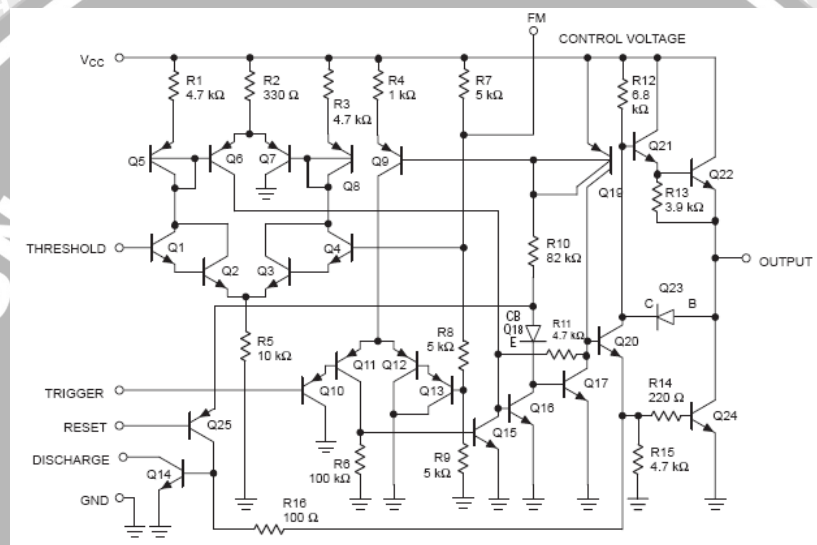 FM
CONTROL VOLTAGE
VCC
R1
4.7 kΩ
R2
330 Ω
R3
4.7 kΩ
R4
1 kΩ
R7
5 kΩ
R12
6.8
kΩ
Q5
Q6
Q7
Q8
Q9
Q19
Q21
Q22
R13
3.9 kΩ
R10
82 kΩ
THRESHOLD
Q1
Q2
Q3
Q4
OUTPUT
Q23
C
B
CB
Q18
E
R11
4.7 kΩ
Q20
R5
10 kΩ
R8
5 kΩ
Q11
Q12
Q13
Q10
Q17
Q16
Q15
R14
220 Ω
Q24
TRIGGER
RESET
Q25
DISCHARGE
Q14
GND
R6
100 kΩ
R9
5 kΩ
R15
4.7 kΩ
R16
100 Ω